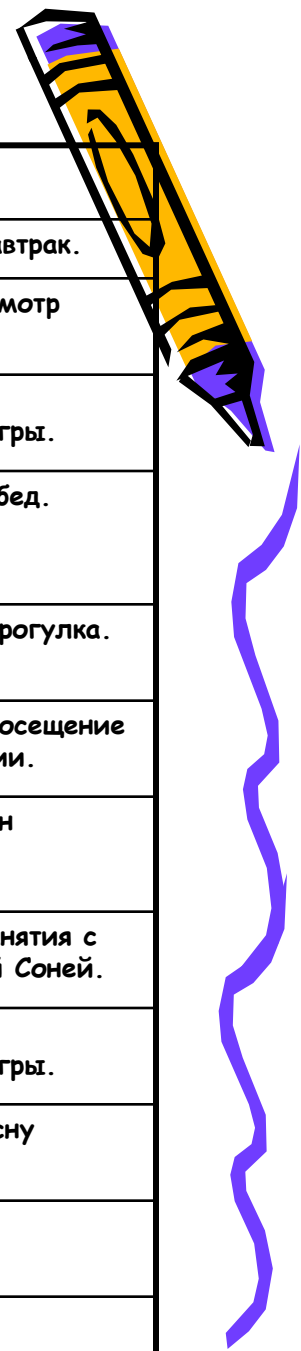 автрак.
мотр
гры.
бед.
рогулка.
осещение
ии.
н
нятия с
й Соней.
гры.
сну